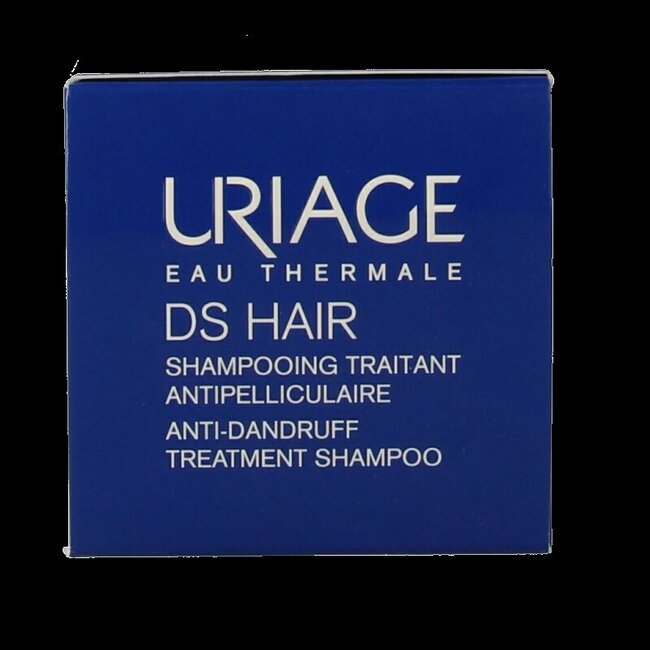 URIAGE
EAU THERMALE
DS HAIR
SHAMPOOING TRAITANT
ANTIPELLICULAIRE
ANTI-DANDRUFF
TREATMENT SHAMPOO